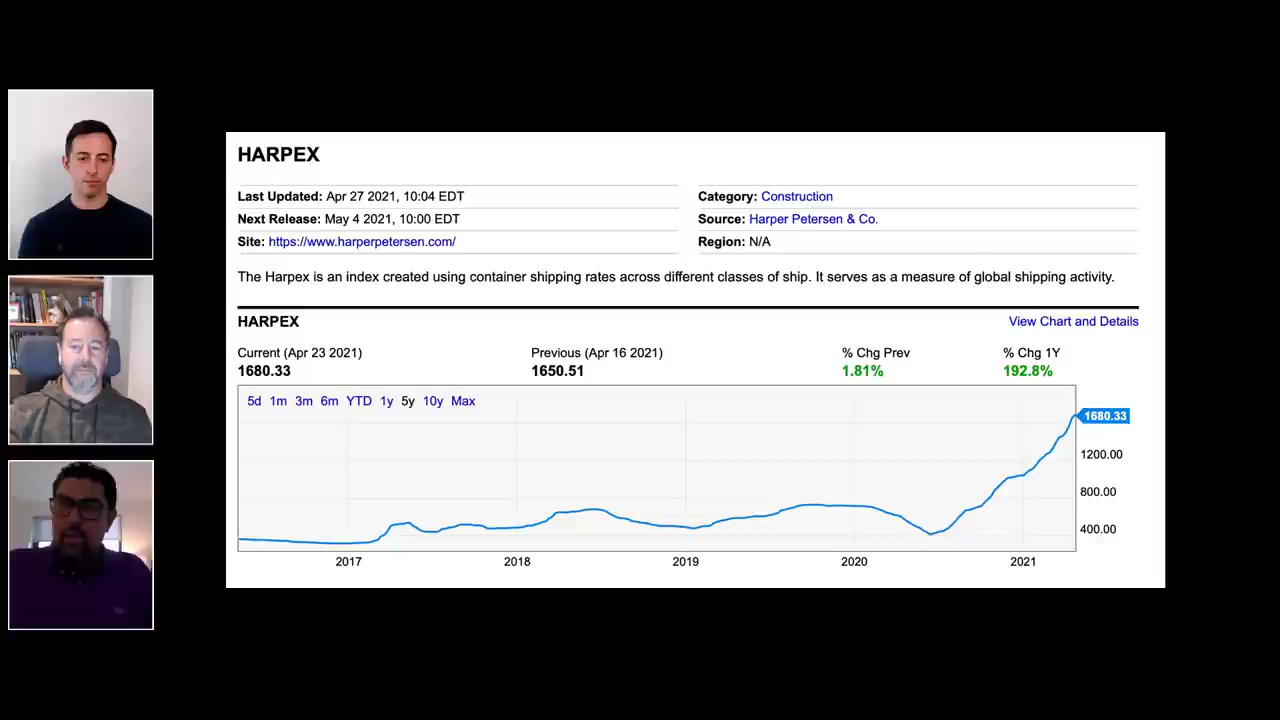 HARPEX
Last Updated: Apr 27 2021, 10:04 EDT
Next Release: May 4 2021, 10:00 EDT
Site: https://www.harperpetersen.com/
Category: Construction
Source: Harper Petersen & Co.
Region: N/A
The Harpex is an index created using container shipping rates across different classes of ship. It serves as a measure of global shipping activity.
HARPEX
View Chart and Details
Current (Apr 23 2021)
1680.33
Previous (Apr 16 2021)
1650.51
% Chg Prev
1.81%
% Chg 1Y
192.8%
5d 1m 3m 6m YTD 1y 5y 10y Max
1680.33
1200.00
800.00
400.00
2017 2018 2019 2020 2021